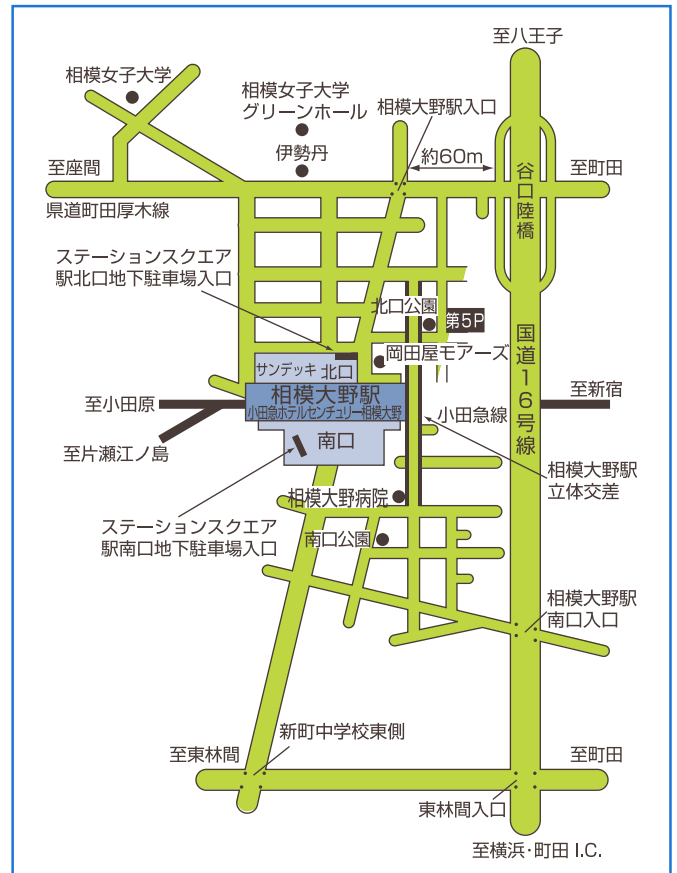 至八王子
相模女子大学
相模女子大学
グリーンホール
相模大野駅入口
伊勢丹
約60m
至座間
至町田
県道町田厚木線
谷口陸橋
ステーションスクエア
駅北口地下駐車場入口
北口公園
第5P
国道16号線
岡田屋モアーズ
サンデッキ 北口
相模大野駅
小田急ホテルセンチュリー相模大野
至小田原
至新宿
小田急線
南口
至片瀬江ノ島
相模大野駅
立体交差
相模大野病院
ステーションスクエア
駅南口地下駐車場入口
南口公園
相模大野駅
南口入口
新町中学校東側
至東林間
至町田
東林間入口
至横浜・町田 I.C.